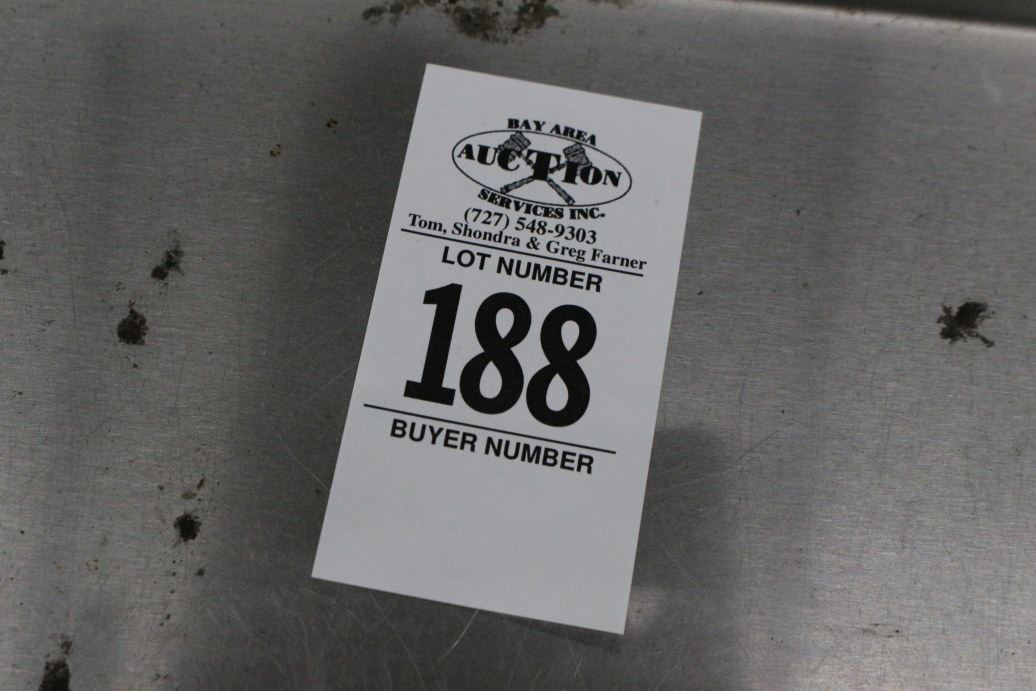 BAY AREA
AUCTION
SERVICES INC.
(727) 548-9303
Tom, Shondra & Greg Farner
LOT NUMBER
188
BUYER NUMBER